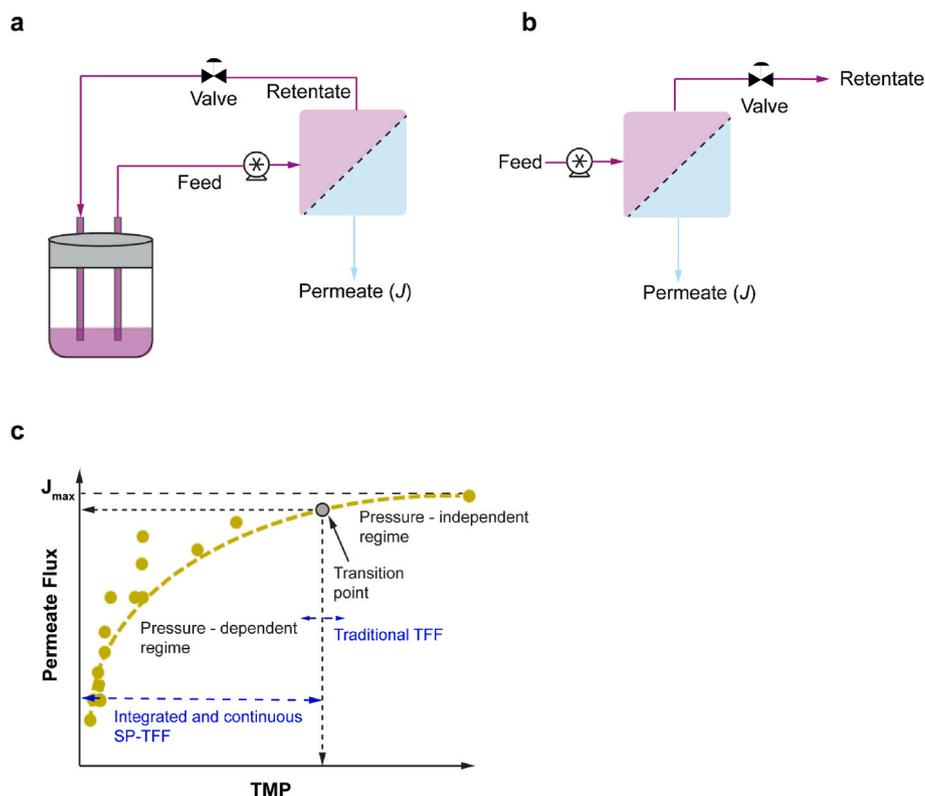 a
Valve
Retentate
Feed
Permeate (J)
b
Retentate
Valve
Feed
Permeate (J)
c
Jmax
Permeate Flux
Pressure - independent
regime
Transition
point
Pressure - dependent
regime
Traditional TFF
Integrated and continuous
SP-TFF
TMP